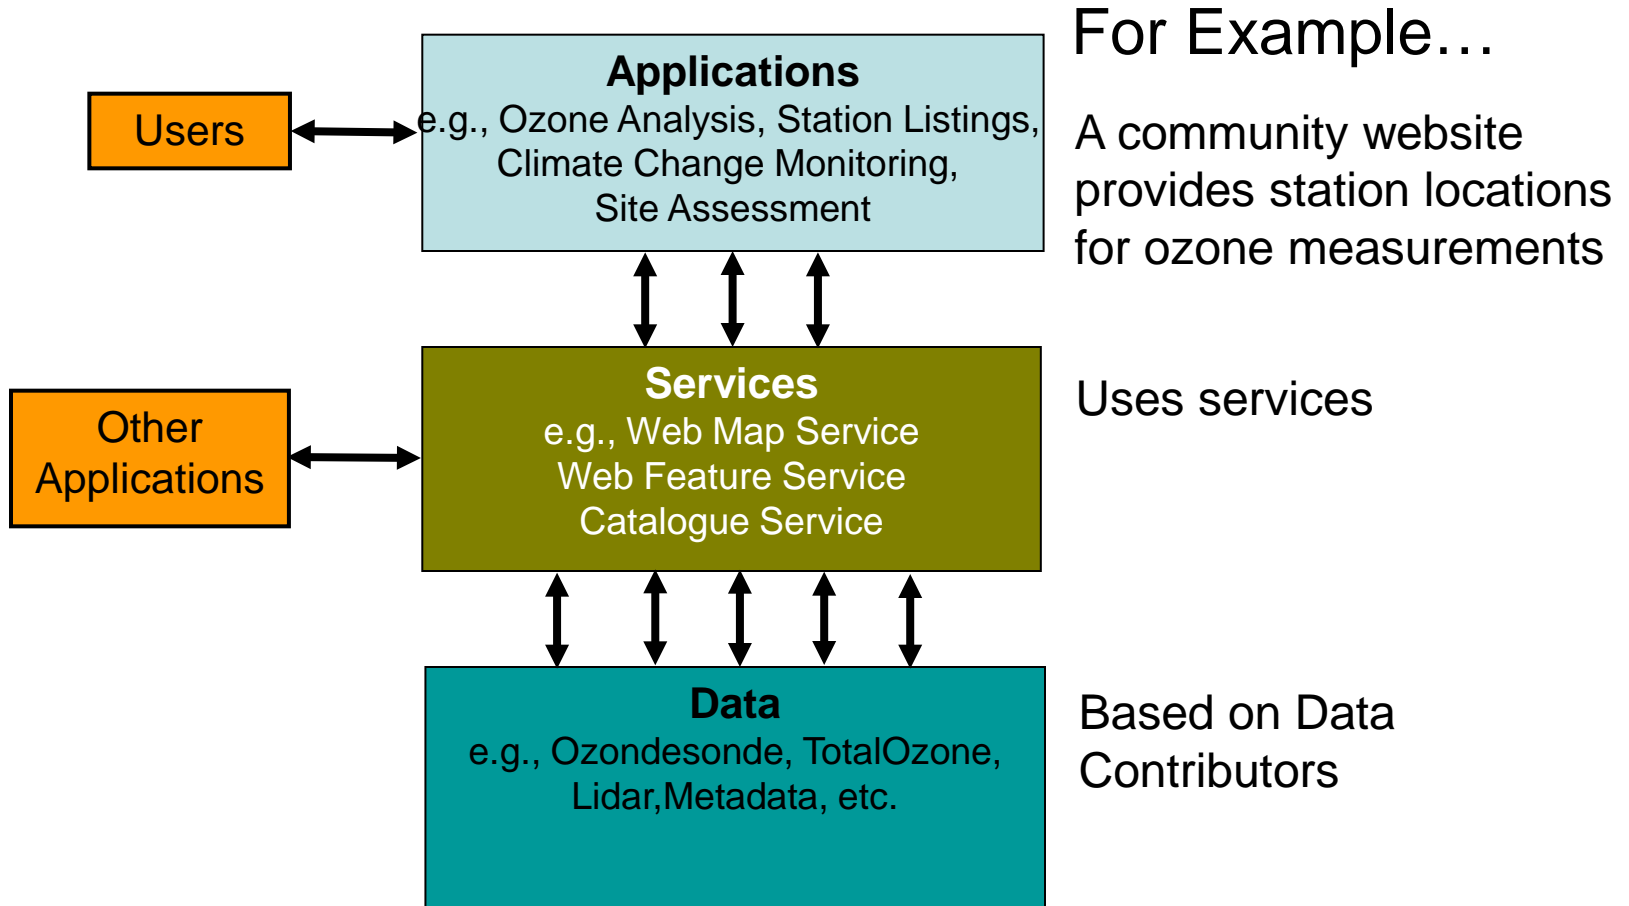 For Example…
Applications
e.g., Ozone Analysis, Station Listings,
Climate Change Monitoring,
Site Assessment
Users
A community website
provides station locations
for ozone measurements
Services
e.g., Web Map Service
Web Feature Service
Catalogue Service
Other
Applications
Uses services
Data
e.g., Ozondesonde, TotalOzone,
Lidar,Metadata, etc.
Based on Data
Contributors